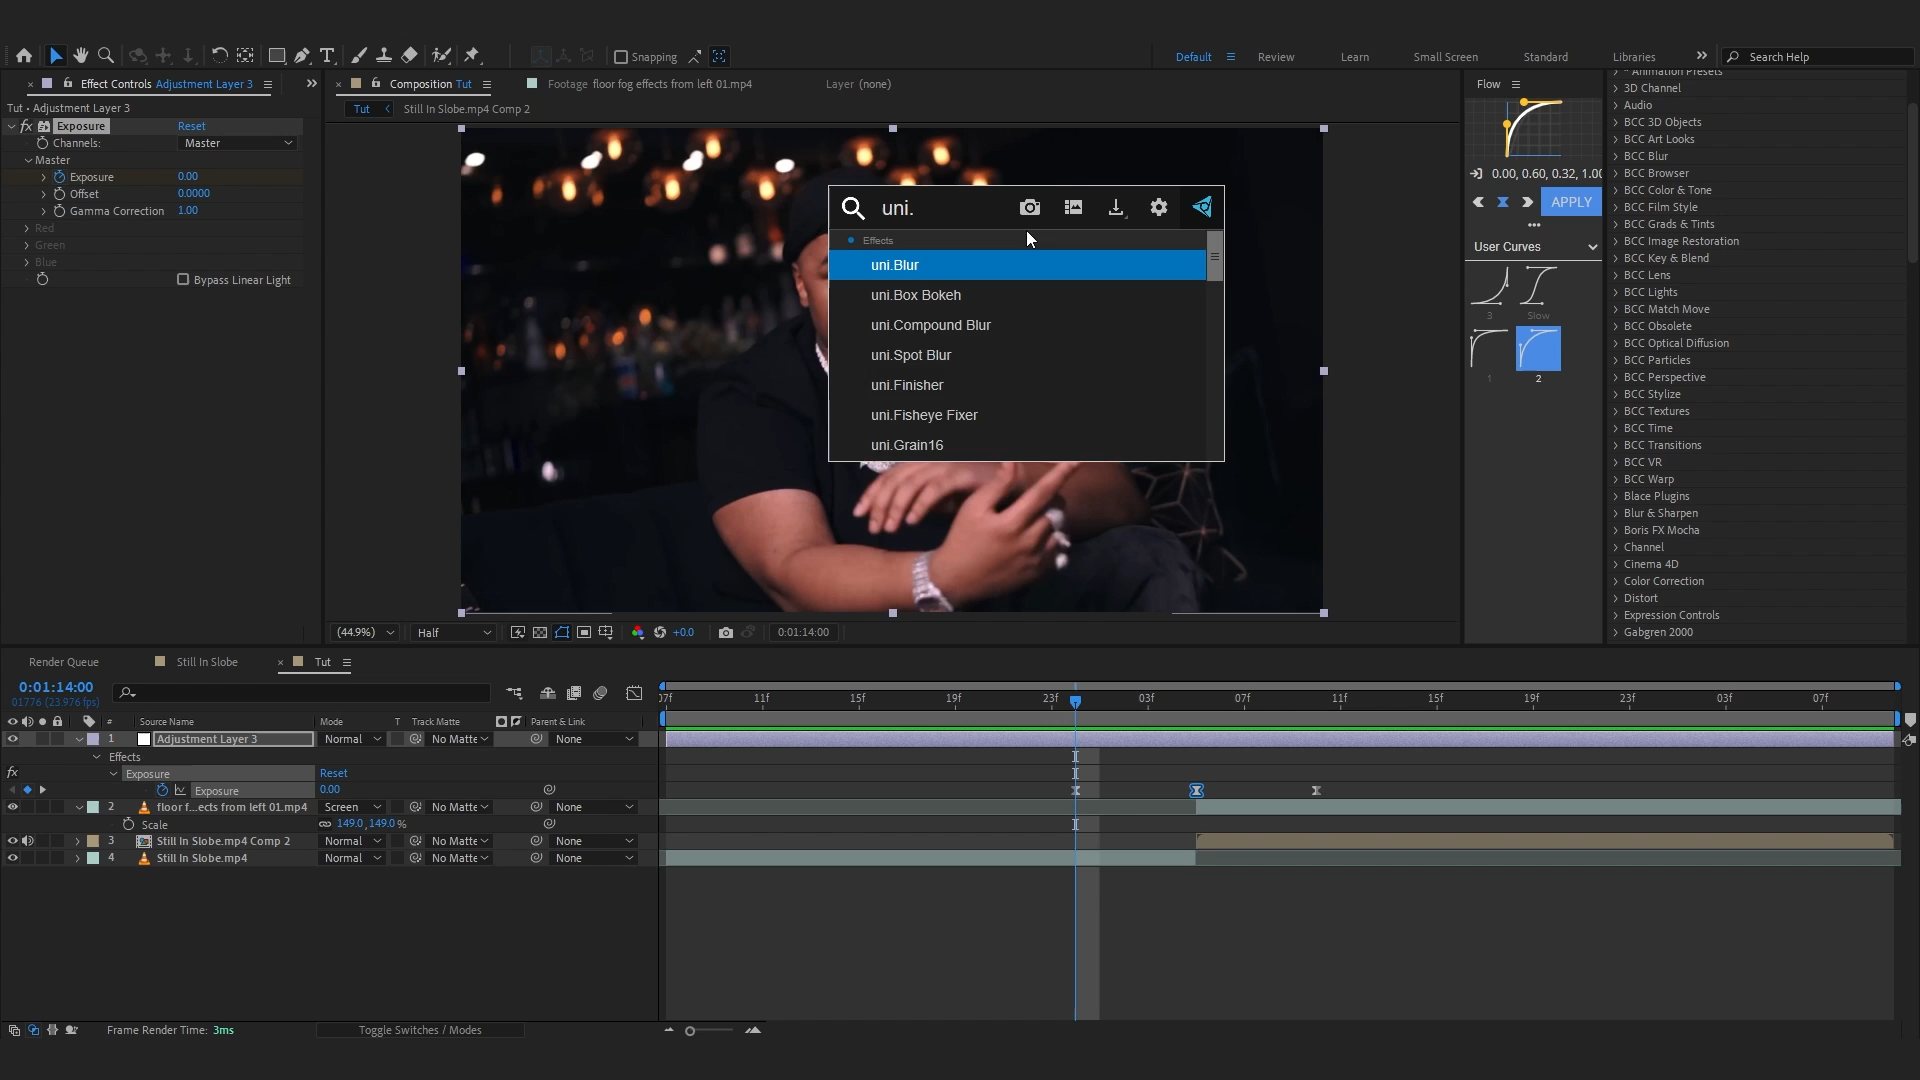 Snapping
Default
Review
Learn
Small Screen
Standard
Libraries
Search Help
Effect Controls Adjustment Layer 3
Composition Tut
Footage floor fog effects from left 01.mp4
Layer (none)
Flow
* Animation Presets
Tut • Adjustment Layer 3
Tut
Still In Slobe.mp4 Comp 2
fx Exposure
Reset
Channels:
Master
Master
Exposure
0.00
Offset
0.0000
Gamma Correction
1.00
Red
Green
Blue
Bypass Linear Light
uni.
Effects
uni.Blur
uni.Box Bokeh
uni.Compound Blur
uni.Spot Blur
uni.Finisher
uni.Fisheye Fixer
uni.Grain16
0.00, 0.60, 0.32, 1.00
APPLY
User Curves
3
Slow
1
2
3D Channel
Audio
BCC 3D Objects
BCC Art Looks
BCC Blur
BCC Browser
BCC Color & Tone
BCC Film Style
BCC Grads & Tints
BCC Image Restoration
BCC Key & Blend
BCC Lens
BCC Lights
BCC Match Move
BCC Obsolete
BCC Optical Diffusion
BCC Particles
BCC Perspective
BCC Stylize
BCC Textures
BCC Time
BCC Transitions
BCC VR
BCC Warp
Blace Plugins
Blur & Sharpen
Boris FX Mocha
Channel
Cinema 4D
Color Correction
Distort
Expression Controls
Gabgren 2000
(44.9%)
Half
+0.0
0:01:14:00
Render Queue
Still In Slobe
Tut
0:01:14:00
01776 (23.976 fps)
07f
11f
15f
19f
23f
03f
07f
11f
15f
19f
23f
03f
07f
#
Source Name
Mode
T
Track Matte
Parent & Link
1
Adjustment Layer 3
Normal
No Matte
None
Effects
fx
Exposure
Reset
Exposure
0.00
2
floor f...ects from left 01.mp4
Screen
No Matte
None
Scale
149.0,149.0%
3
Still In Slobe.mp4 Comp 2
Normal
No Matte
None
4
Still In Slobe.mp4
Normal
No Matte
None
Frame Render Time: 3ms
Toggle Switches / Modes